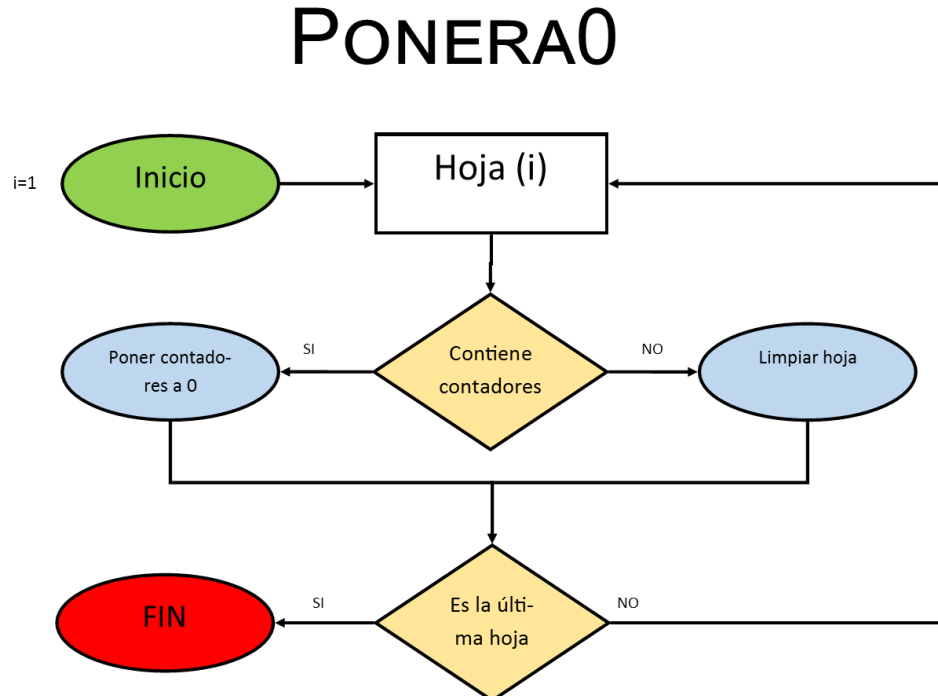 PONERA0
i=1
Inicio
Hoja (i)
Poner contado-
res a 0
SI
Contiene
contadores
NO
Limpiar hoja
FIN
SI
Es la últi-
ma hoja
NO